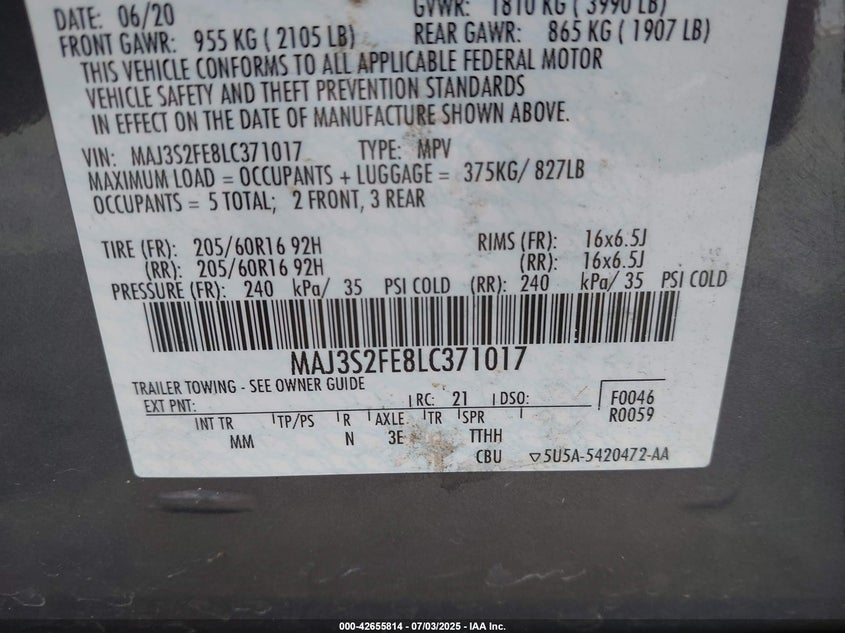 DATE: 06/20 GVWR: 1810 KG ( 3990 LB)
FRONT GAWR: 955 KG ( 2105 LB) REAR GAWR: 865 KG ( 1907 LB)
THIS VEHICLE CONFORMS TO ALL APPLICABLE FEDERAL MOTOR
VEHICLE SAFETY AND THEFT PREVENTION STANDARDS
IN EFFECT ON THE DATE OF MANUFACTURE SHOWN ABOVE.
VIN: MAJ3S2FE8LC371017 TYPE: MPV
MAXIMUM LOAD = OCCUPANTS + LUGGAGE = 375KG/ 827LB
OCCUPANTS = 5 TOTAL; 2 FRONT, 3 REAR
TIRE (FR): 205/60R16 92H RIMS (FR): 16x6.5J
(RR): 205/60R16 92H (RR): 16x6.5J
PRESSURE (FR): 240 kPa/ 35 PSI COLD (RR): 240 kPa/ 35 PSI COLD
MAJ3S2FE8LC371017
TRAILER TOWING - SEE OWNER GUIDE
EXT PNT: RC: 21 DSO: F0046
R0059
INT TR TP/PS R AXLE TR SPR
MM N 3E TTHH
CBU ▽5U5A-5420472-AA
000-42655814 - 07/03/2025 - IAA Inc.